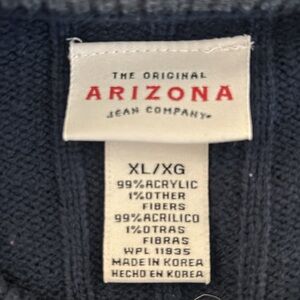 THE ORIGINAL
ARIZONA
JEAN COMPANY
XL/XG
99%ACRYLIC
1%OTHER
FIBERS
99%ACRILICO
1%OTRAS
FIBRAS
WPL 11935
MADE IN KOREA
HECHO EN KOREA